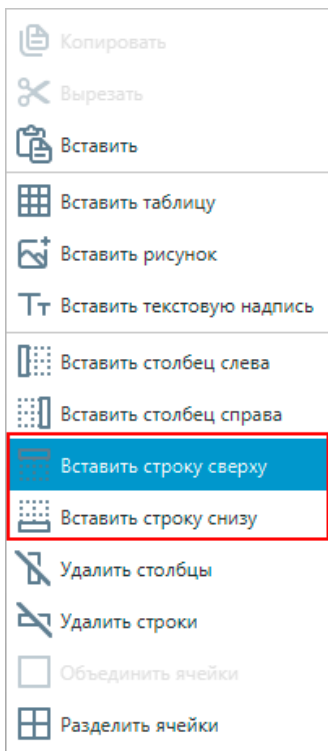 Копировать
Вырезать
Вставить
Вставить таблицу
Вставить рисунок
Вставить текстовую надпись
Вставить столбец слева
Вставить столбец справа
Вставить строку сверху
Вставить строку снизу
Удалить столбцы
Удалить строки
Объединить ячейки
Разделить ячейки